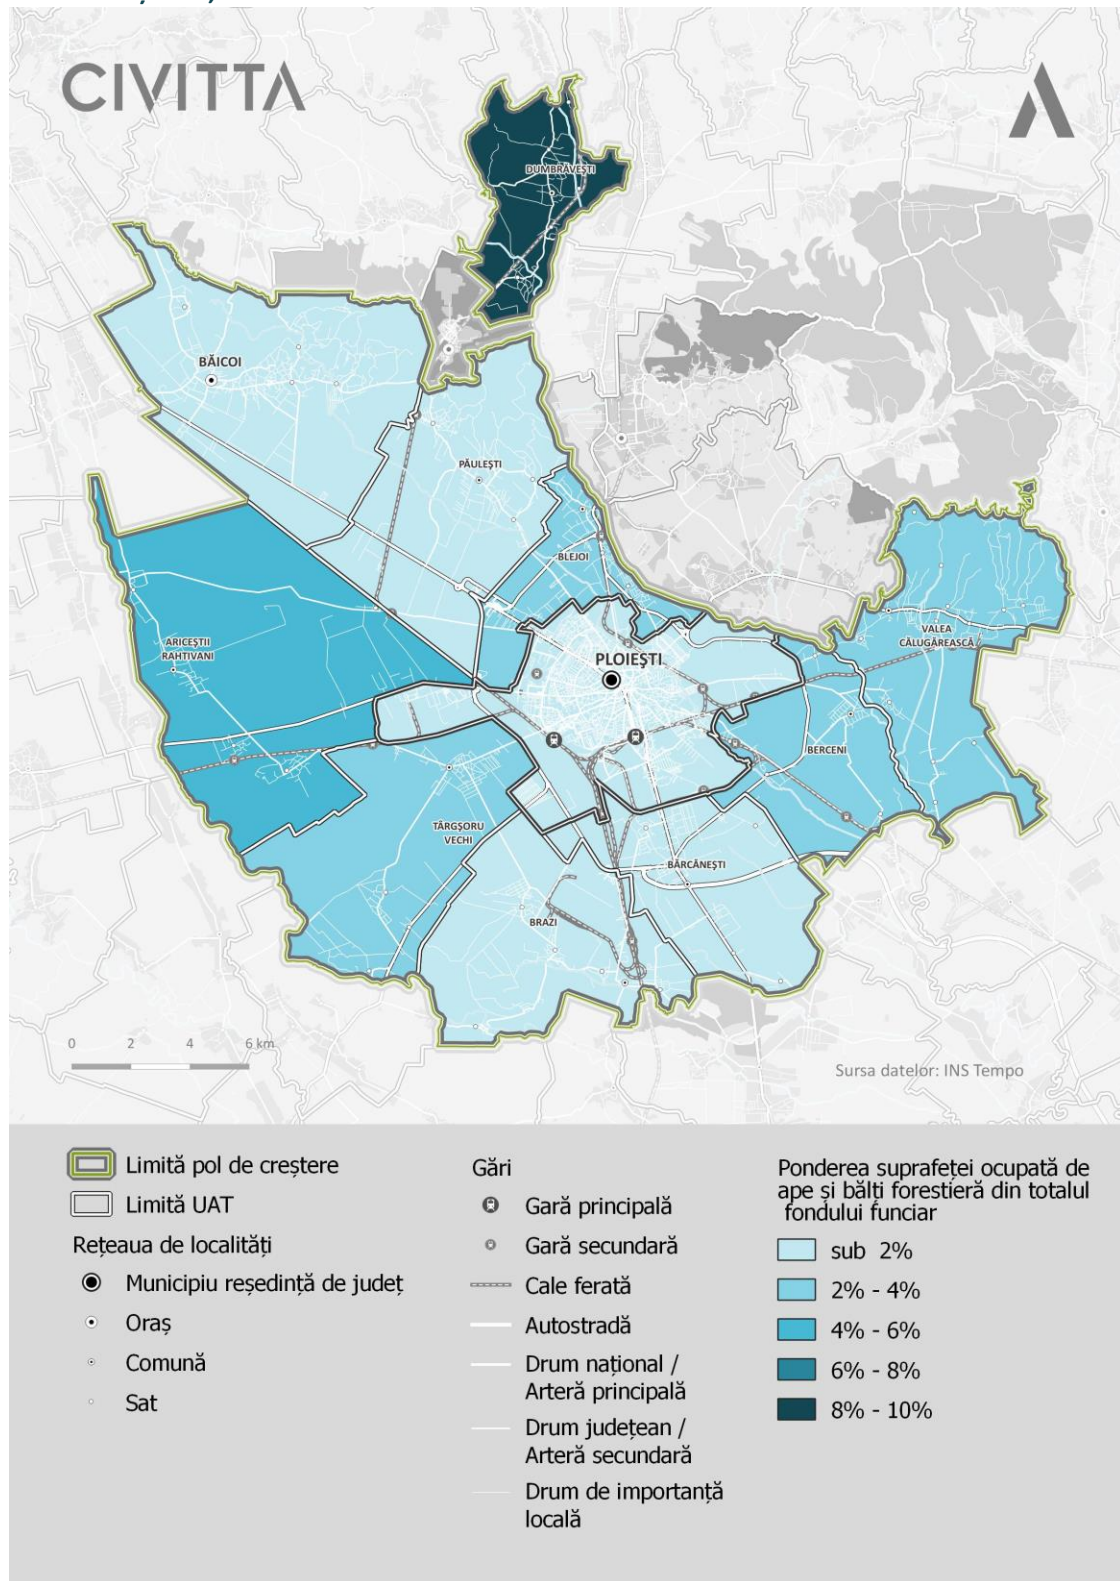 CIVITTA
DUMBRĂVEȘTI
BĂICOI
PĂULEȘTI
BLEJOI
ARICEȘTII
RAHTIVANI
PLOIEȘTI
VALEA
CĂLUGĂREASCĂ
BERCENI
TÂRGȘORU
VECHI
BĂRCĂNEȘTI
BRAZI
0 2 4 6 km
Sursa datelor: INS Tempo
Limită pol de creștere
Limită UAT
Rețeaua de localități
Municipiu reședință de județ
Oraș
Comună
Sat
Gări
Gară principală
Gară secundară
Cale ferată
Autostradă
Drum național /
Arteră principală
Drum județean /
Arteră secundară
Drum de importanță
locală
Ponderea suprafeței ocupată de
ape și bălți forestieră din totalul
fondului funciar
sub 2%
2% - 4%
4% - 6%
6% - 8%
8% - 10%